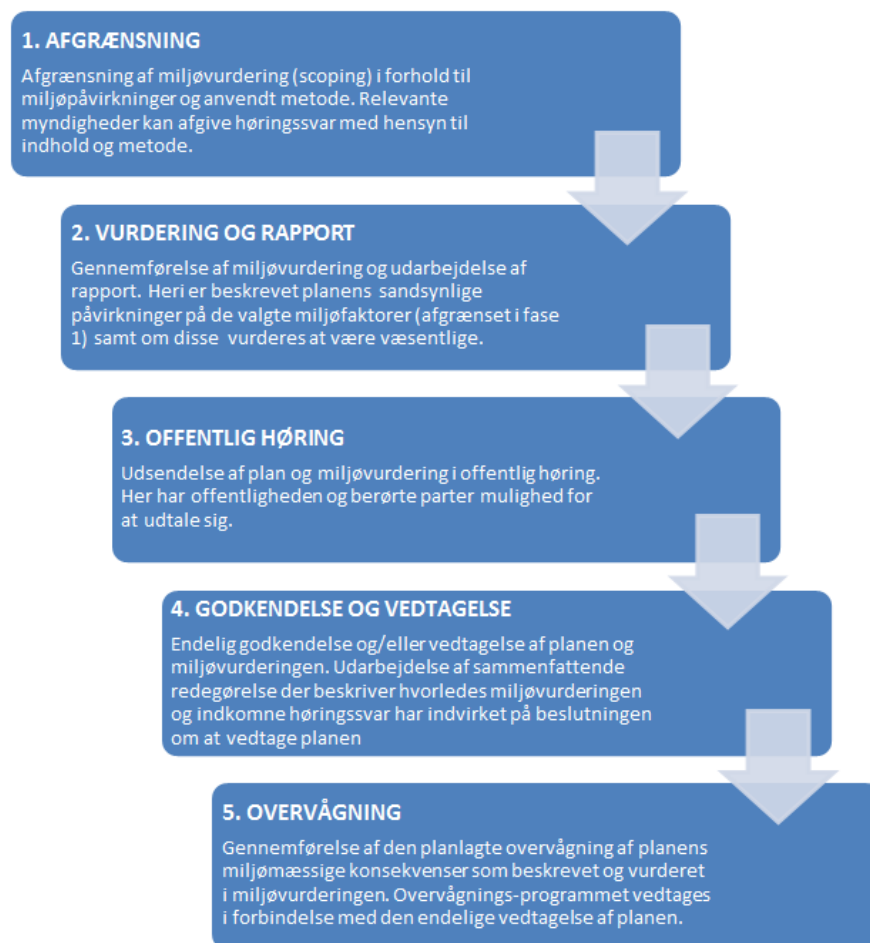 1. AFGRÆNSNING
Afgrænsning af miljøvurdering (scoping) i forhold til
miljøpåvirkninger og anvendt metode. Relevante
myndigheder kan afgive høringssvar med hensyn til
indhold og metode.
2. VURDERING OG RAPPORT
Gennemførelse af miljøvurdering og udarbejdelse af
rapport. Heri er beskrevet planens sandsynlige
påvirkninger på de valgte miljøfaktorer (afgrænset i fase
1) samt om disse vurderes at være væsentlige.
3. OFFENTLIG HØRING
Udsendelse af plan og miljøvurdering i offentlig høring.
Her har offentligheden og berørte parter mulighed for
at udtale sig.
4. GODKENDELSE OG VEDTAGELSE
Endelig godkendelse og/eller vedtagelse af planen og
miljøvurderingen. Udarbejdelse af sammenfattende
redegørelse der beskriver hvorledes miljøvurderingen
og indkomne høringssvar har indvirket på beslutningen
om at vedtage planen
5. OVERVÅGNING
Gennemførelse af den planlagte overvågning af planens
miljømæssige konsekvenser som beskrevet og vurderet
i miljøvurderingen. Overvågnings-programmet vedtages
i forbindelse med den endelige vedtagelse af planen.